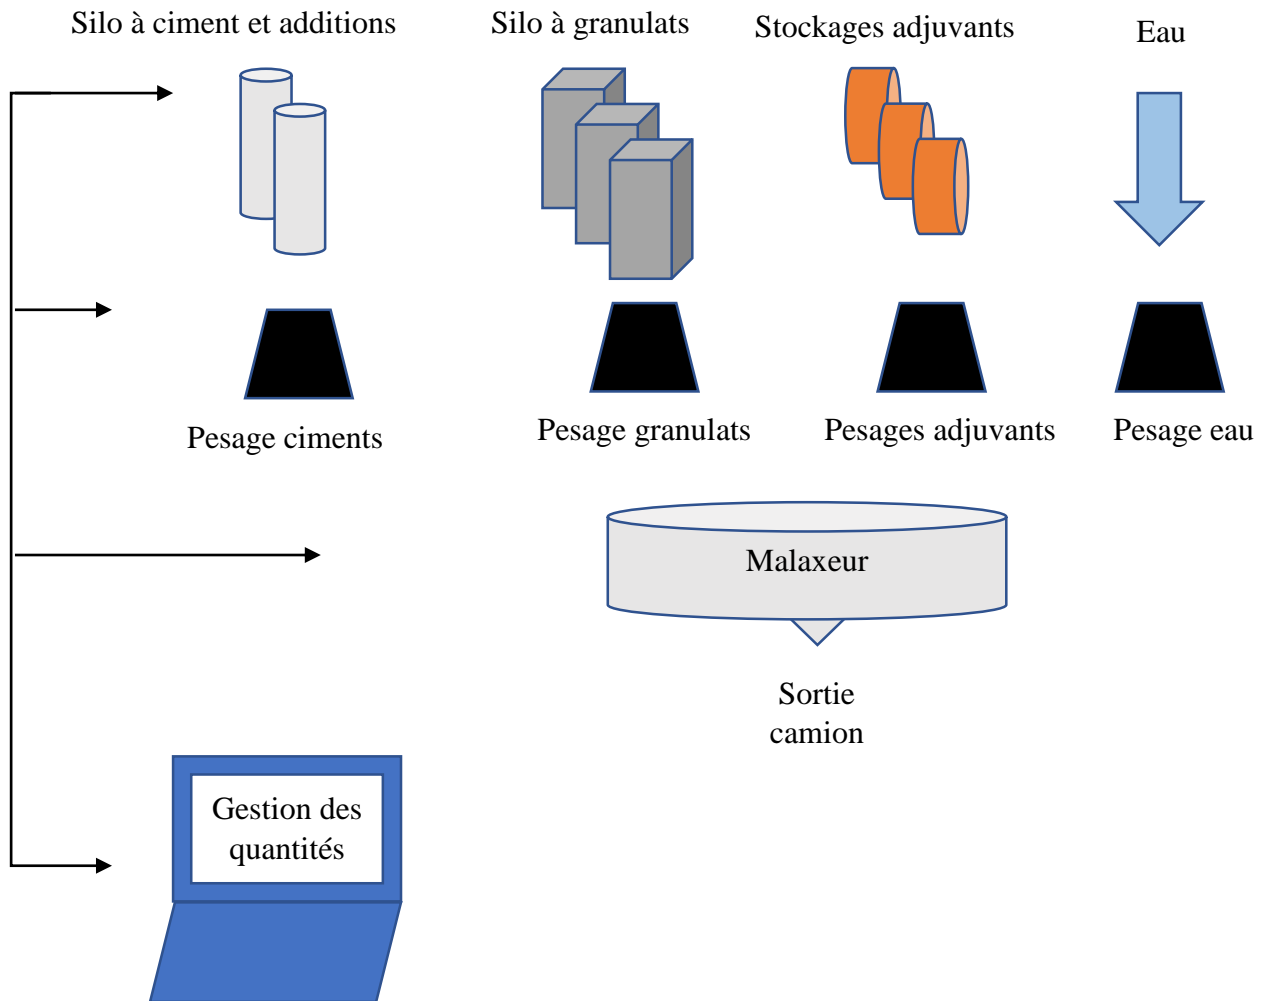 Silo à ciment et additions
Silo à granulats
Stockages adjuvants
Eau
Pesage ciments
Pesage granulats
Pesages adjuvants
Pesage eau
Malaxeur
Sortie
camion
Gestion des
quantités